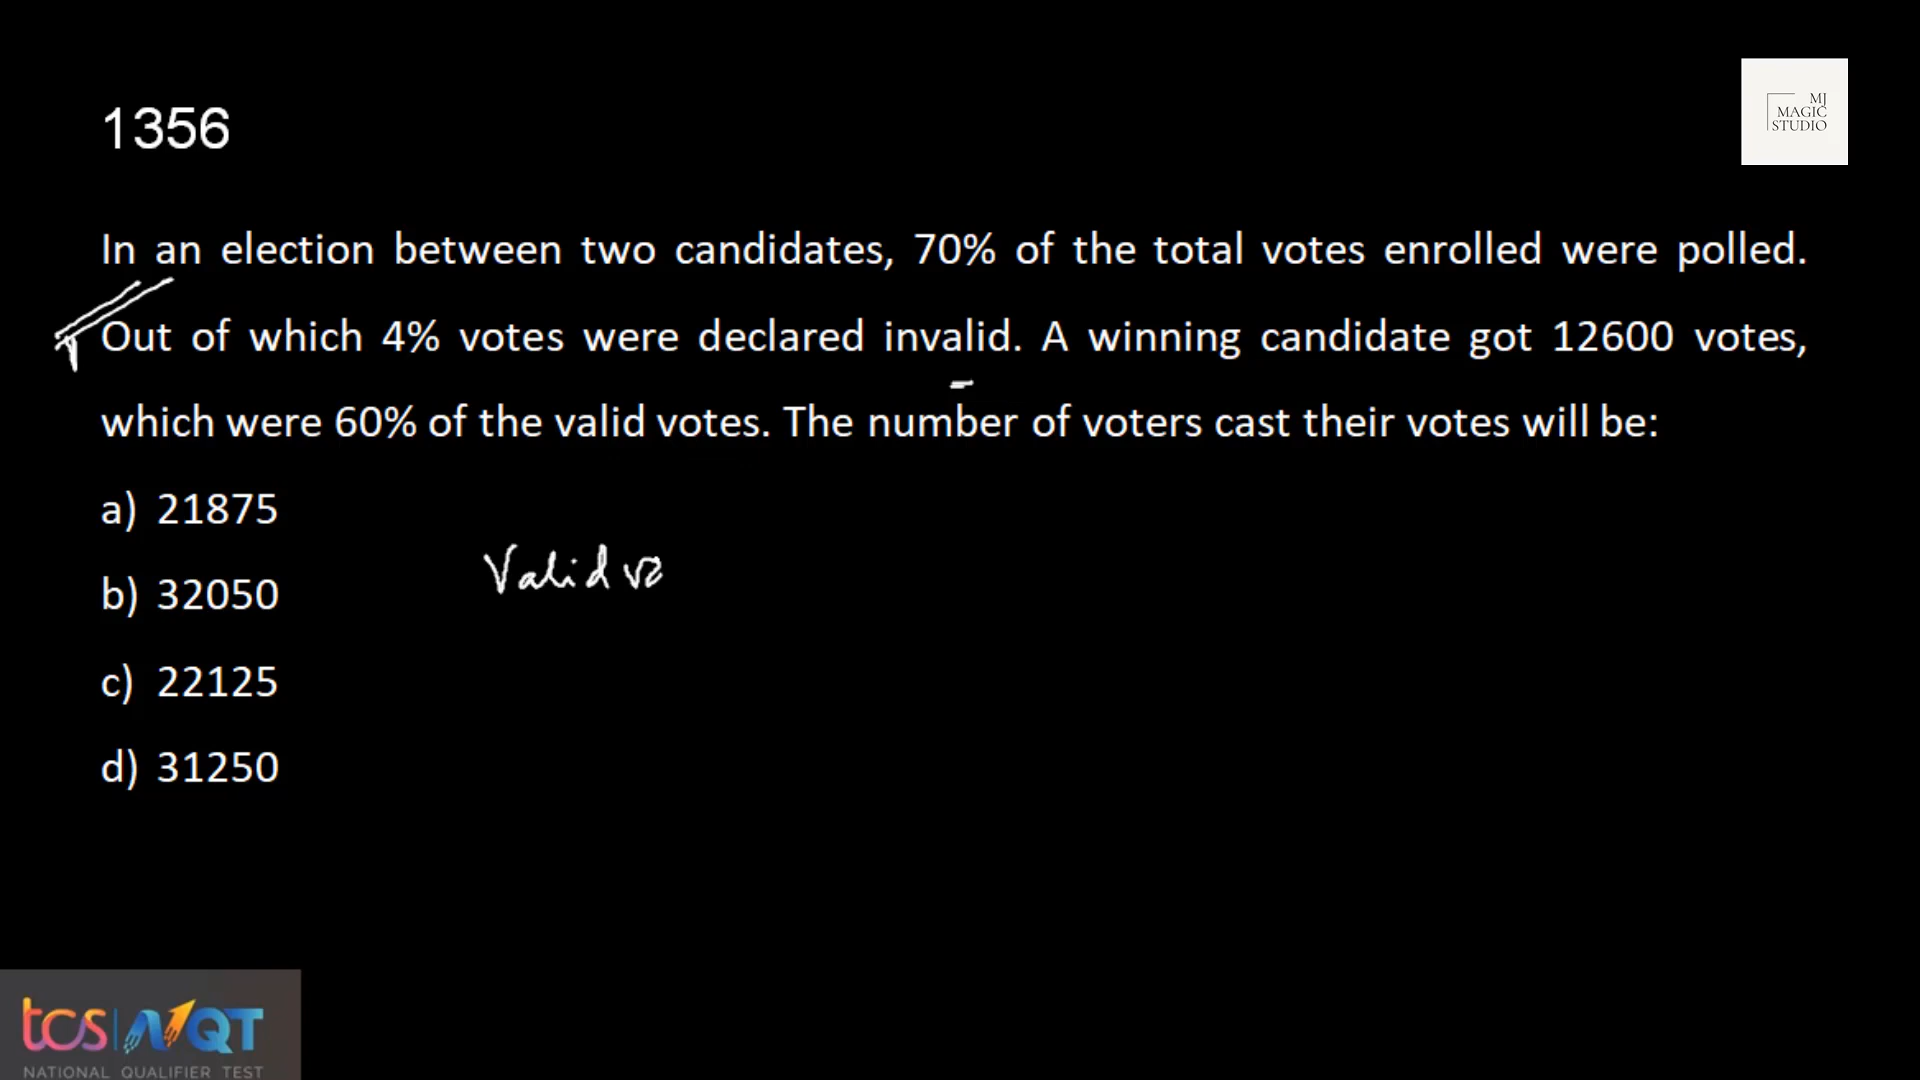 1356
MJ
MAGIC
STUDIO
In an election between two candidates, 70% of the total votes enrolled were polled.
Out of which 4% votes were declared invalid. A winning candidate got 12600 votes,
which were 60% of the valid votes. The number of voters cast their votes will be:
a) 21875
Valid
b) 32050
c) 22125
d) 31250
tcs NQT
NATIONAL QUALIFIER TEST